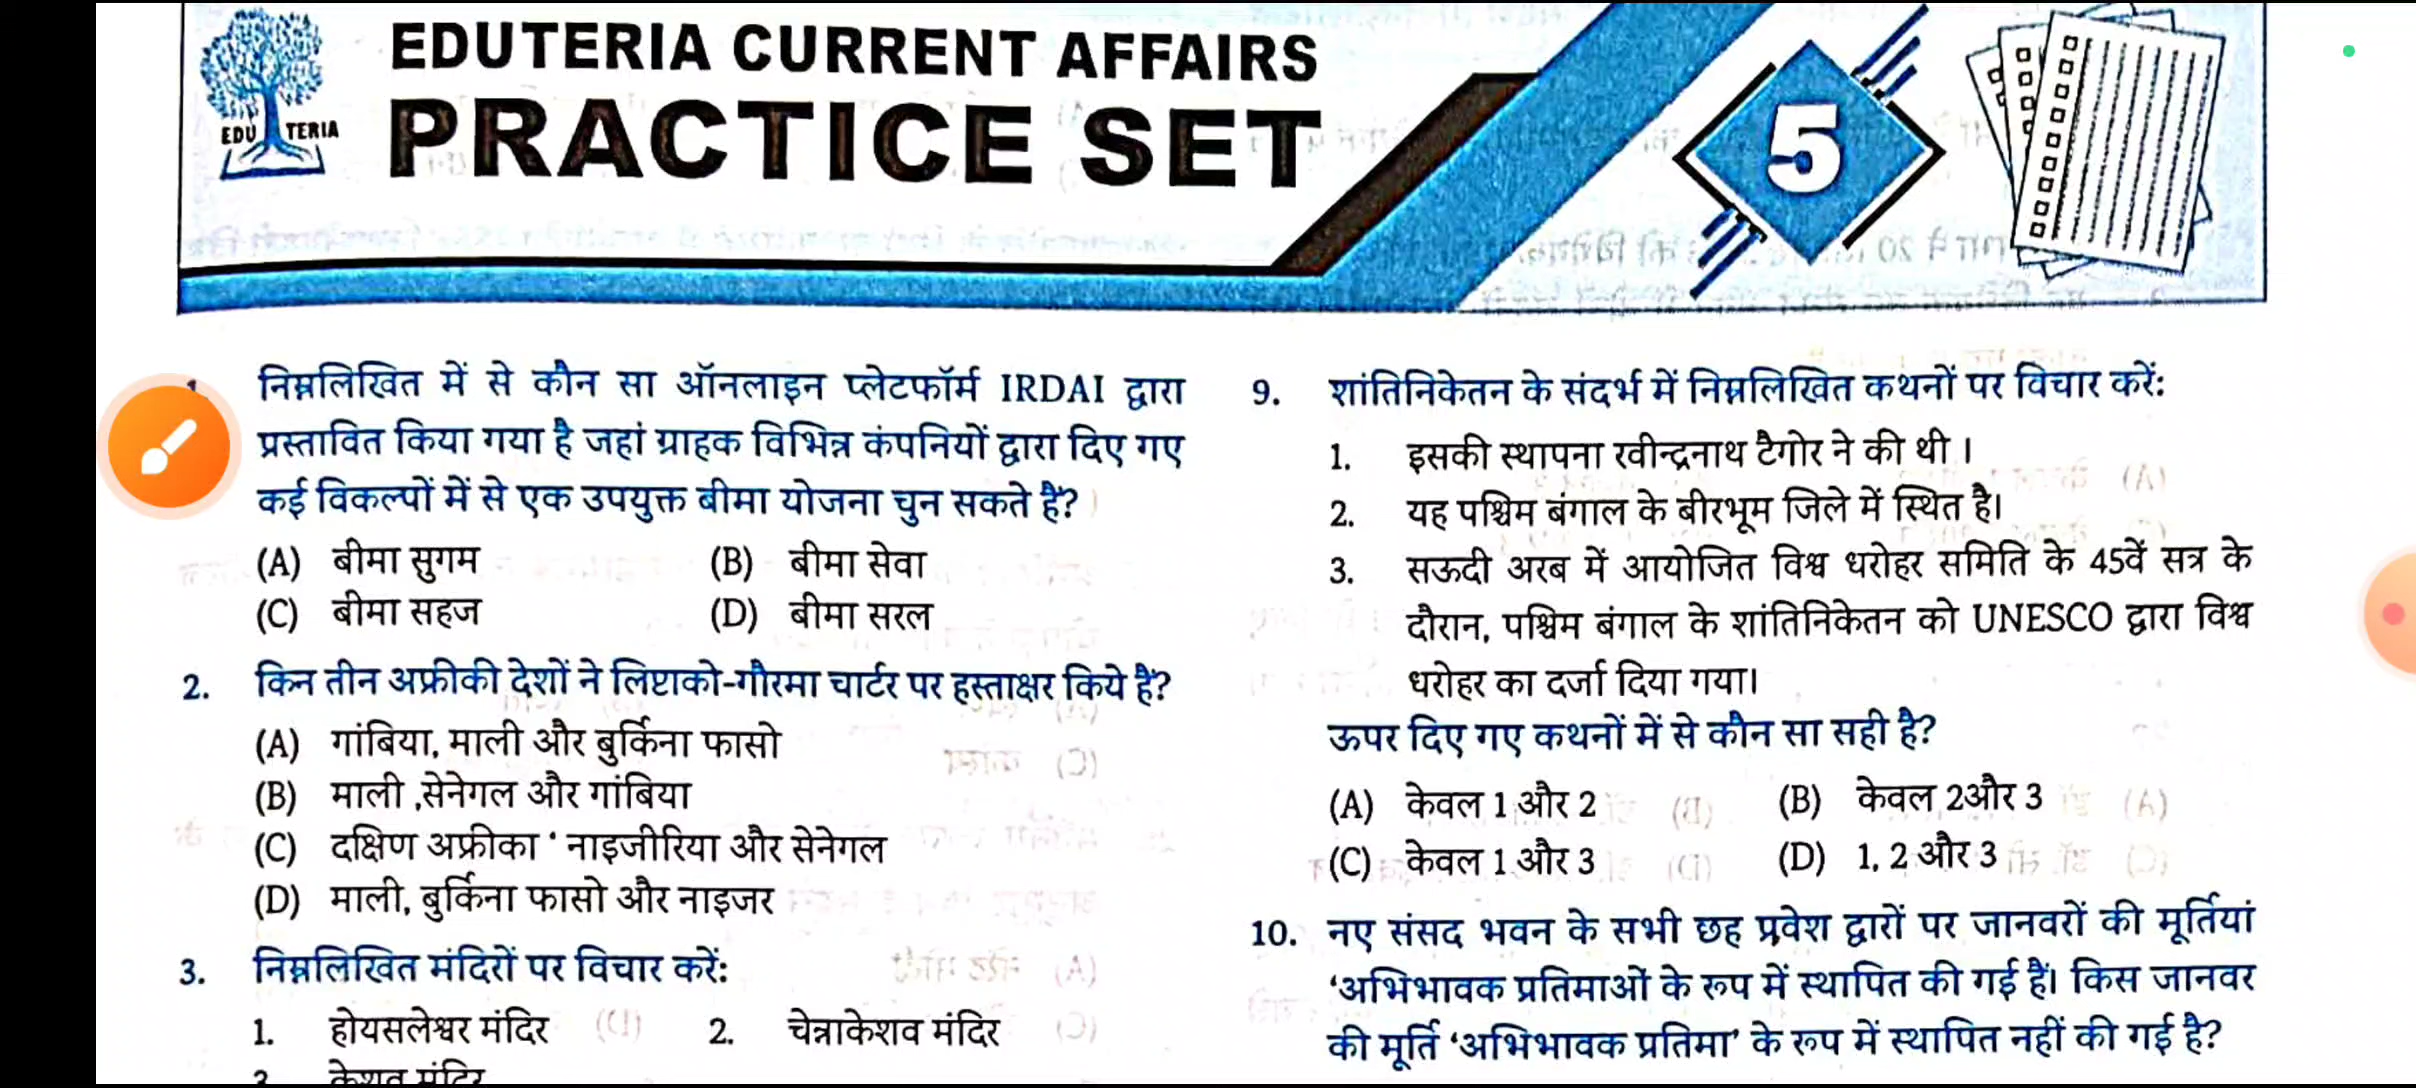 EDUTERIA CURRENT AFFAIRS
PRACTICE SET
5
EDU TERIA
निम्नलिखित में से कौन सा ऑनलाइन प्लेटफॉर्म IRDAI द्वारा
प्रस्तावित किया गया है जहां ग्राहक विभिन्न कंपनियों द्वारा दिए गए
कई विकल्पों में से एक उपयुक्त बीमा योजना चुन सकते हैं?
(A) बीमा सुगम (B) बीमा सेवा
(C) बीमा सहज (D) बीमा सरल
2. किन तीन अफ्रीकी देशों ने लिप्टाको-गौरमा चार्टर पर हस्ताक्षर किये हैं?
(A) गांबिया, माली और बुर्किना फासो
(B) माली ,सेनेगल और गांबिया
(C) दक्षिण अफ्रीका ' नाइजीरिया और सेनेगल
(D) माली, बुर्किना फासो और नाइजर
3. निम्नलिखित मंदिरों पर विचार करें:
1. होयसलेश्वर मंदिर 2. चेन्नाकेशव मंदिर
केशव मंदिर
9. शांतिनिकेतन के संदर्भ में निम्नलिखित कथनों पर विचार करें:
1. इसकी स्थापना रवीन्द्रनाथ टैगोर ने की थी ।
2. यह पश्चिम बंगाल के बीरभूम जिले में स्थित है।
3. सऊदी अरब में आयोजित विश्व धरोहर समिति के 45वें सत्र के
दौरान, पश्चिम बंगाल के शांतिनिकेतन को UNESCO द्वारा विश्व
धरोहर का दर्जा दिया गया।
ऊपर दिए गए कथनों में से कौन सा सही है?
(A) केवल 1 और 2 (B) केवल 2और 3
(C) केवल 1 और 3 (D) 1, 2 और 3
10. नए संसद भवन के सभी छह प्रवेश द्वारों पर जानवरों की मूर्तियां
'अभिभावक प्रतिमाओं के रूप में स्थापित की गई हैं। किस जानवर
की मूर्ति 'अभिभावक प्रतिमा' के रूप में स्थापित नहीं की गई है?